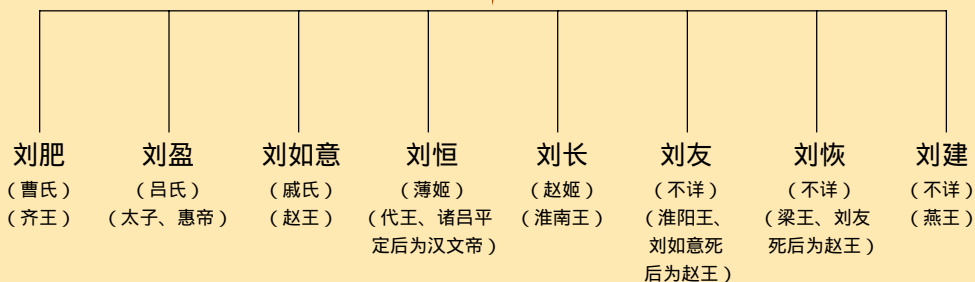 刘肥
（曹氏）
（齐王）
刘盈
（吕氏）
（太子、惠帝）
刘如意
（戚氏）
（赵王）
刘恒
（薄姬）
（代王、诸吕平
定后为汉文帝）
刘长
（赵姬）
（淮南王）
刘友
（不详）
（淮阳王、
刘如意死
后为赵王）
刘恢
（不详）
（梁王、刘友
死后为赵王）
刘建
（不详）
（燕王）